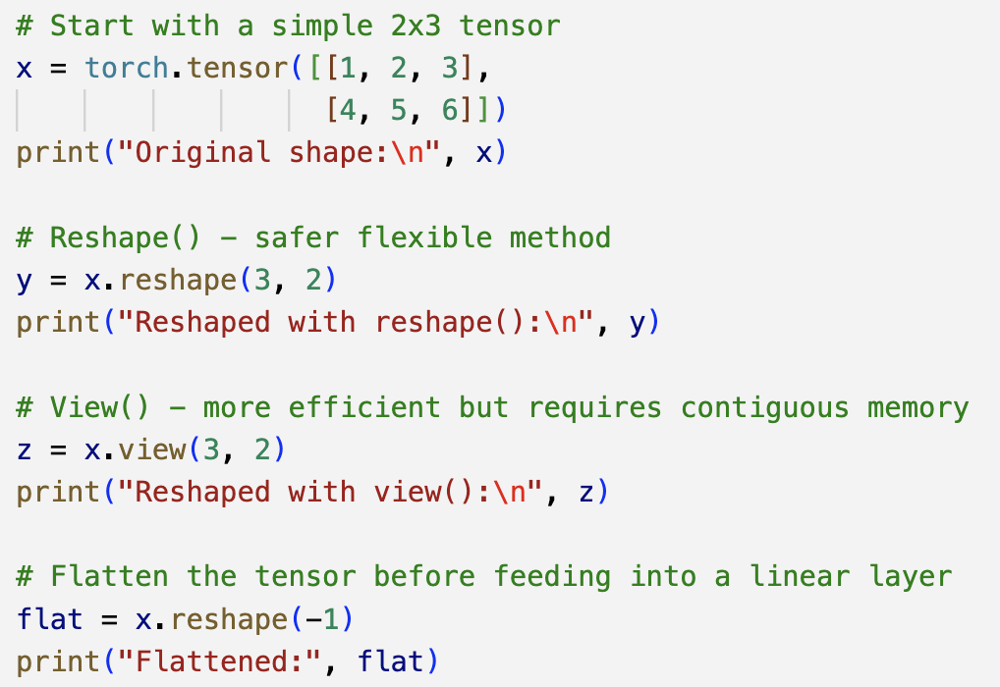 # Start with a simple 2x3 tensor
x = torch.tensor([[1, 2, 3],
                  [4, 5, 6]])
print("Original shape:\n", x)
# Reshape() – safer flexible method
y = x.reshape(3, 2)
print("Reshaped with reshape():\n", y)
# View() – more efficient but requires contiguous memory
z = x.view(3, 2)
print("Reshaped with view():\n", z)
# Flatten the tensor before feeding into a linear layer
flat = x.reshape(-1)
print("Flattened:", flat)